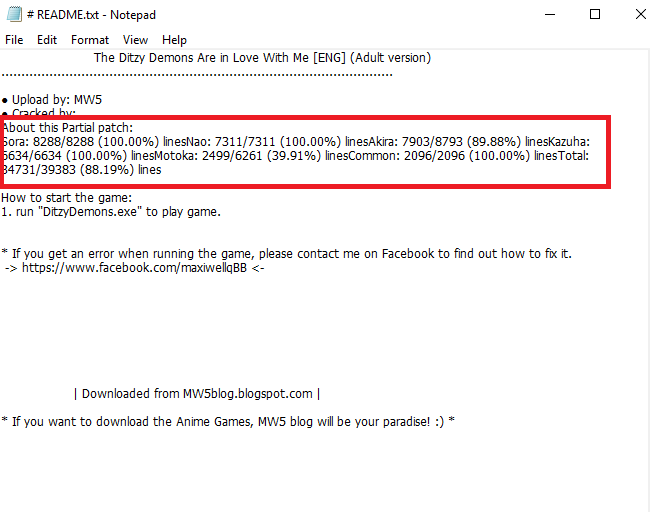 # README.txt - Notepad
File Edit Format View Help
The Ditzy Demons Are in Love With Me [ENG] (Adult version)
● Upload by: MW5
● Cracked by:
About this Partial patch:
Sora: 8288/8288 (100.00%) linesNao: 7311/7311 (100.00%) linesAkira: 7903/8793 (89.88%) linesKazuha:
6634/6634 (100.00%) linesMotoka: 2499/6261 (39.91%) linesCommon: 2096/2096 (100.00%) linesTotal:
34731/39383 (88.19%) lines
How to start the game:
1. run "DitzyDemons.exe" to play game.
* If you get an error when running the game, please contact me on Facebook to find out how to fix it.
-> https://www.facebook.com/maxiwellqBB <-
| Downloaded from MW5blog.blogspot.com |
* If you want to download the Anime Games, MW5 blog will be your paradise! :) *